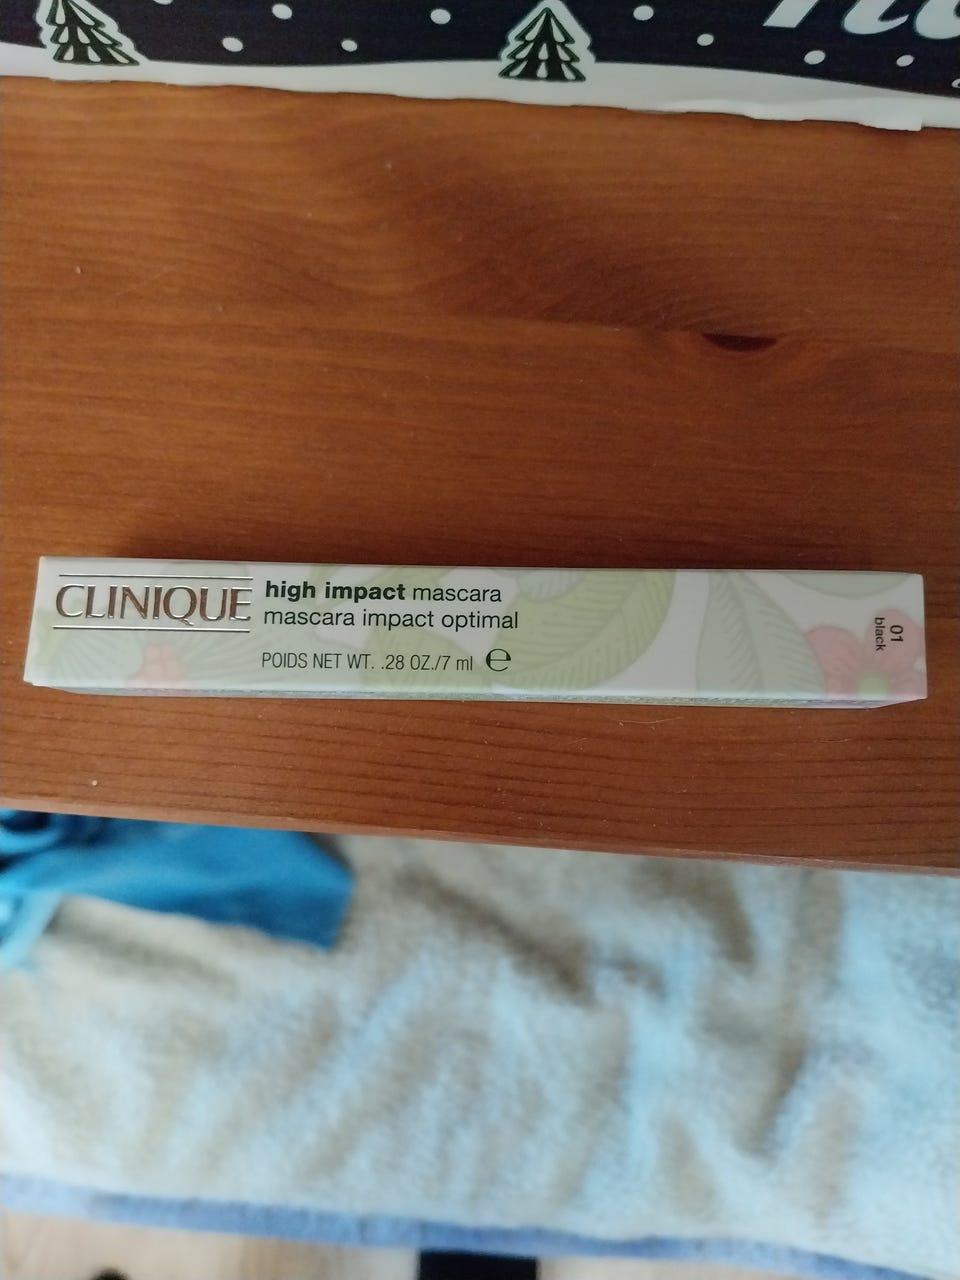 CLINIQUE
high impact mascara
mascara impact optimal
POIDS NET WT. .28 OZ./7 ml ℮
01
black